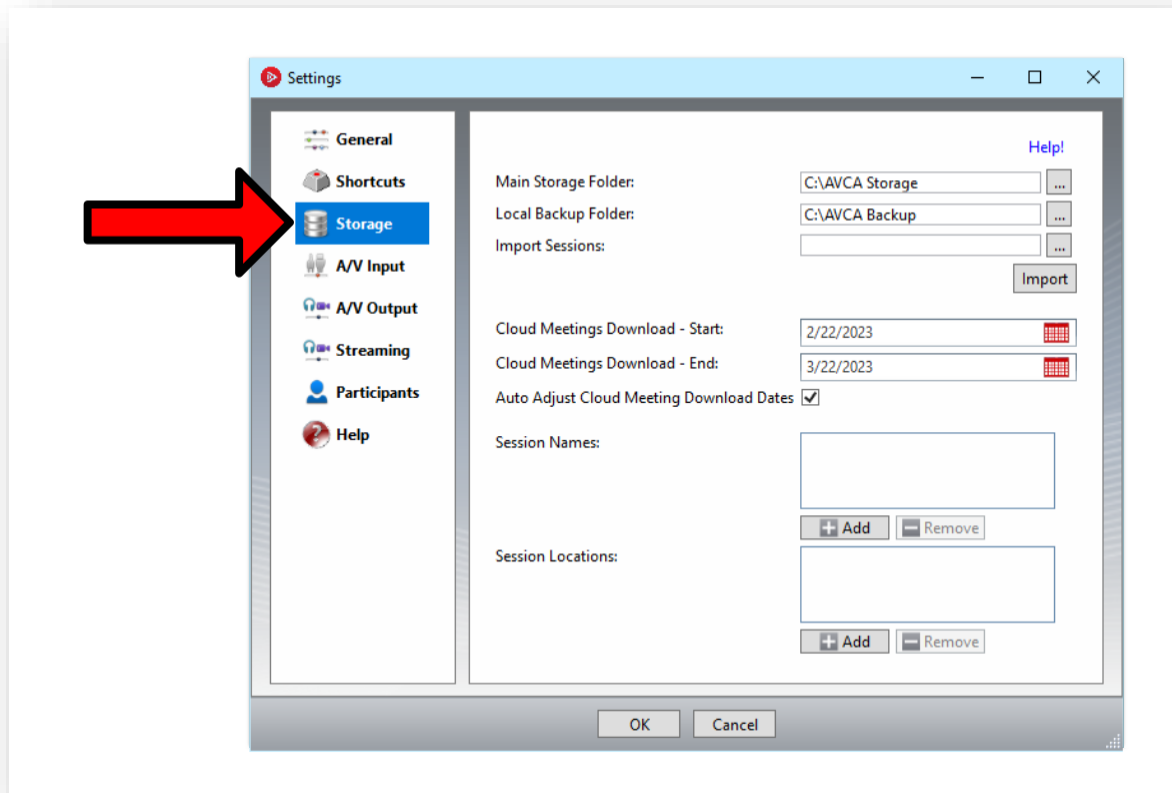 Settings
General
Shortcuts
Storage
A/V Input
A/V Output
Streaming
Participants
Help
Help!
Main Storage Folder: C:\AVCA Storage ...
Local Backup Folder: C:\AVCA Backup ...
Import Sessions: ...
Import
Cloud Meetings Download - Start: 2/22/2023
Cloud Meetings Download - End: 3/22/2023
Auto Adjust Cloud Meeting Download Dates
Session Names:
Add Remove
Session Locations:
Add Remove
OK Cancel